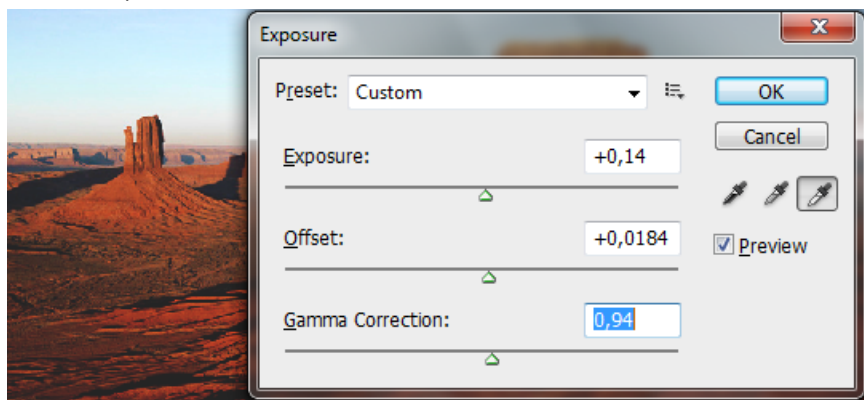 Exposure
Preset: Custom
OK
Cancel
Exposure: +0,14
Offset: +0,0184
Preview
Gamma Correction: 0,94